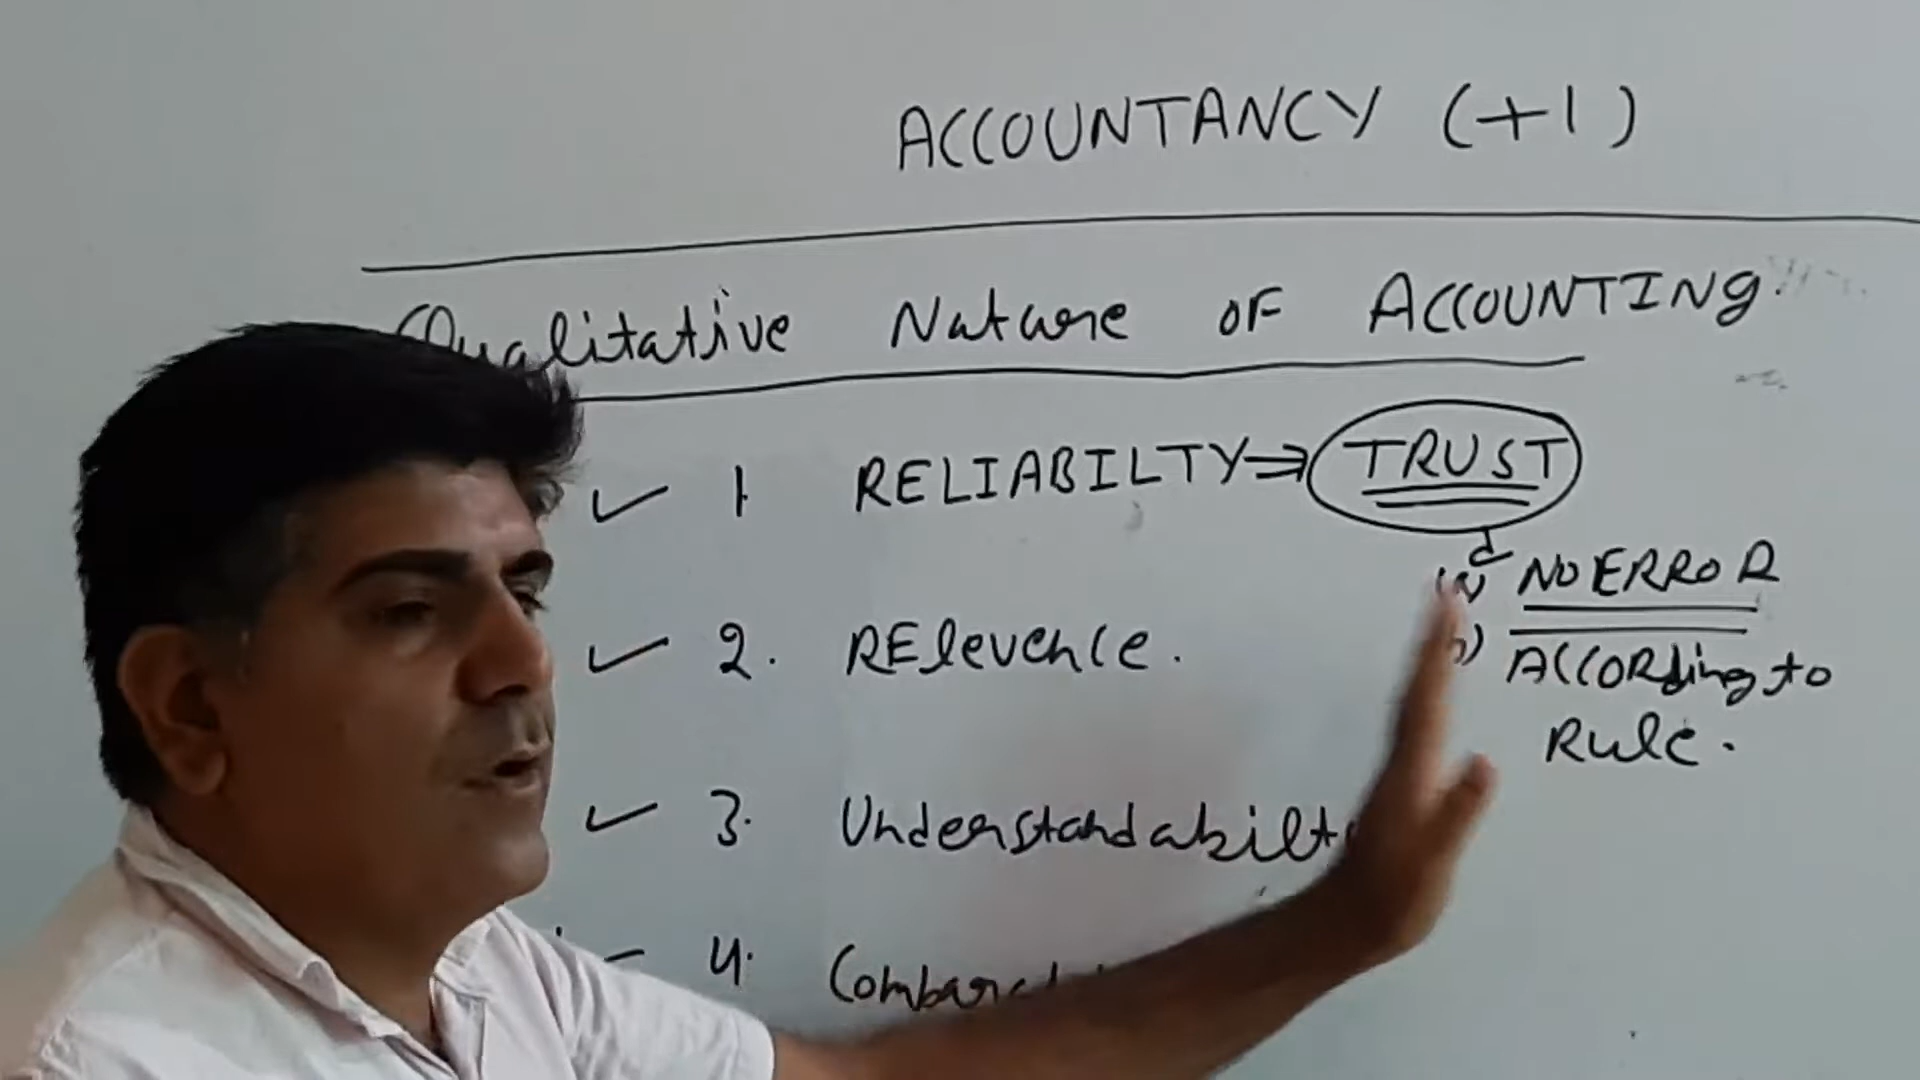 ACCOUNTANCY (+1)
Qualitative Nature OF ACCOUNTING
1 RELIABILTY ⇒ TRUST
NO ERROR
2. RElevence.
b) ACCORding to
Rule.
3. Understandabilt
4.